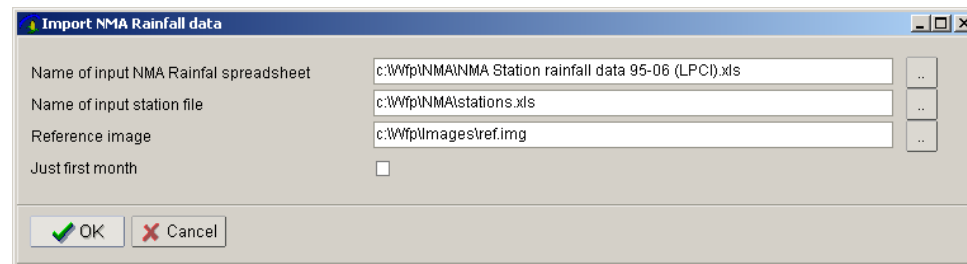 Import NMA Rainfall data
Name of input NMA Rainfal spreadsheet
c:\Wfp\NMA\NMA Station rainfall data 95-06 (LPCI).xls
..
Name of input station file
c:\Wfp\NMA\stations.xls
..
Reference image
c:\Wfp\Images\ref.img
..
Just first month
OK
Cancel